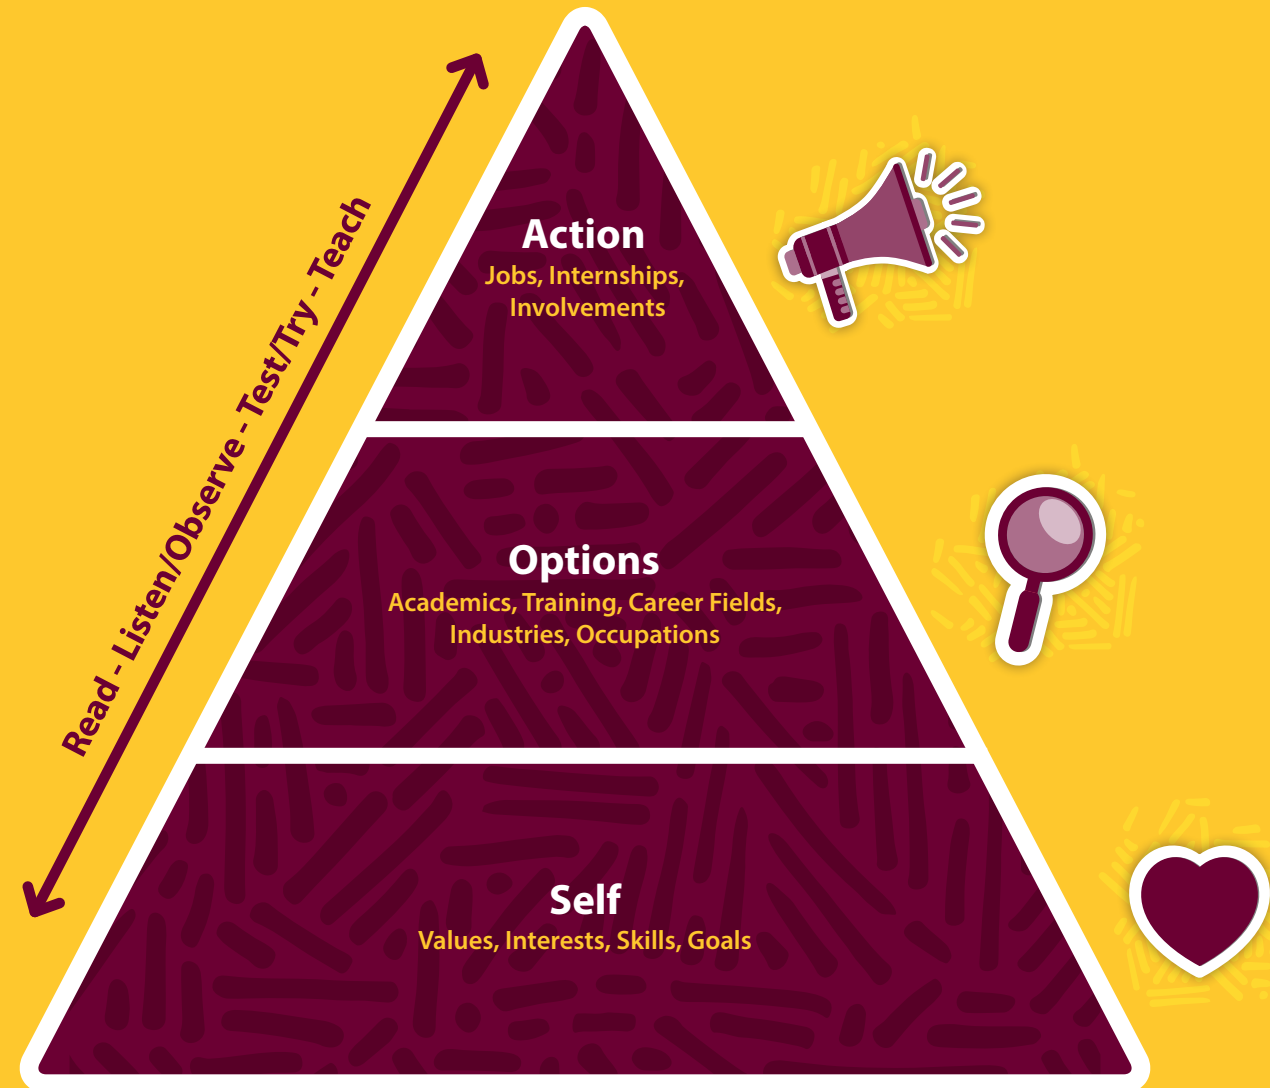 Read - Listen/Observe - Test/Try - Teach
Action
Jobs, Internships,
Involvements
Options
Academics, Training, Career Fields,
Industries, Occupations
Self
Values, Interests, Skills, Goals